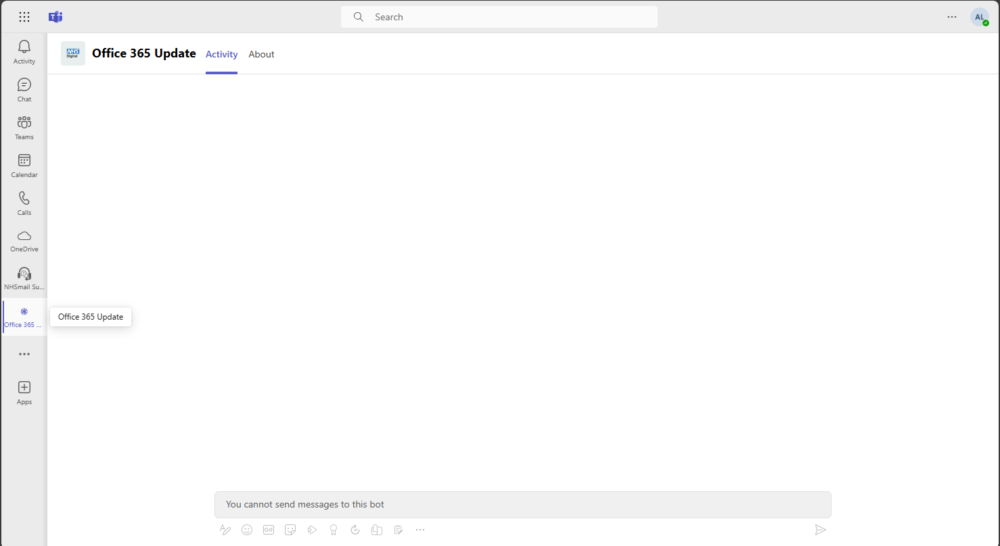 Search
AL
Activity
Chat
Teams
Calendar
Calls
OneDrive
NHSmail Su...
Office 365 ...
Apps
NHS
Digital
Office 365 Update
Activity
About
Office 365 Update
You cannot send messages to this bot
GIF